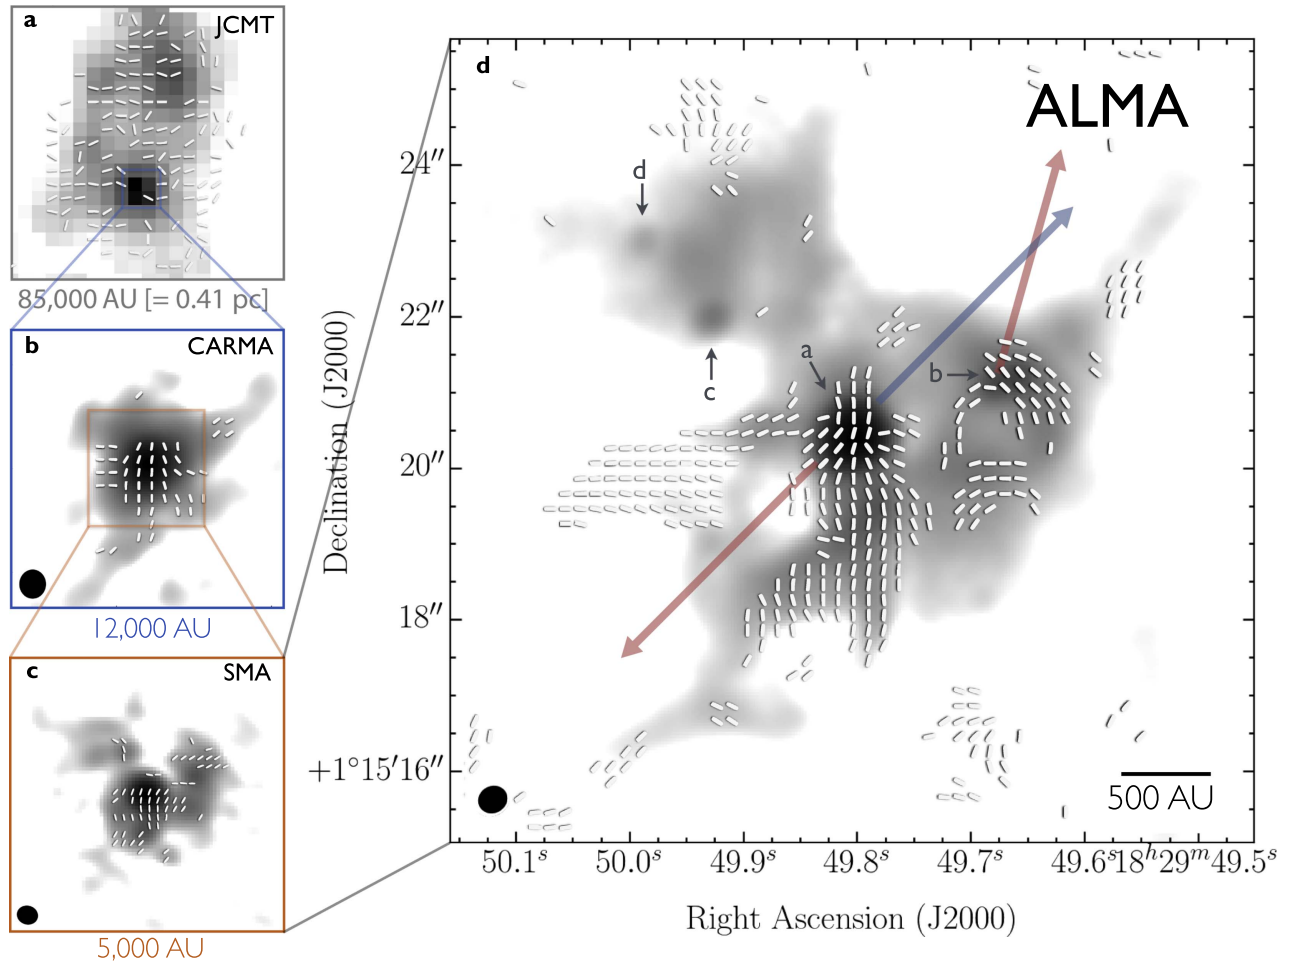 a
JCMT
85,000 AU [= 0.41 pc]
b
CARMA
12,000 AU
c
SMA
5,000 AU
d
ALMA
d
c
a
b
24″
22″
20″
18″
+1°15′16″
Declination (J2000)
500 AU
50.1ˢ 50.0ˢ 49.9ˢ 49.8ˢ 49.7ˢ 49.6ˢ 18ʰ29ᵐ49.5ˢ
Right Ascension (J2000)